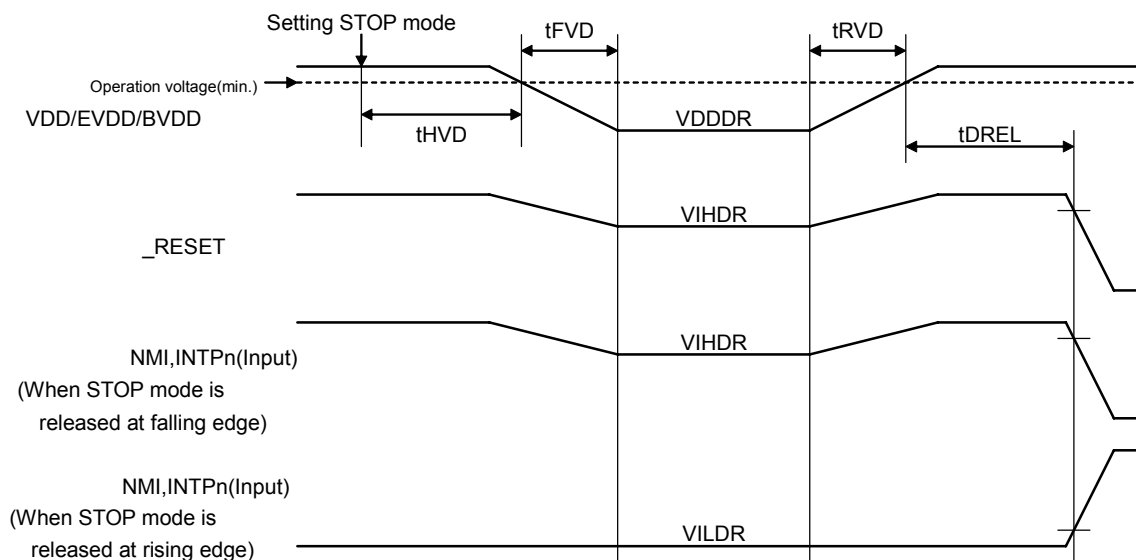 Setting STOP mode
tFVD
tRVD
Operation voltage(min.)
VDD/EVDD/BVDD
VDDDR
tHVD
tDREL
VIHDR
_RESET
VIHDR
NMI,INTPn(Input)
(When STOP mode is
released at falling edge)
NMI,INTPn(Input)
(When STOP mode is
VILDR
released at rising edge)